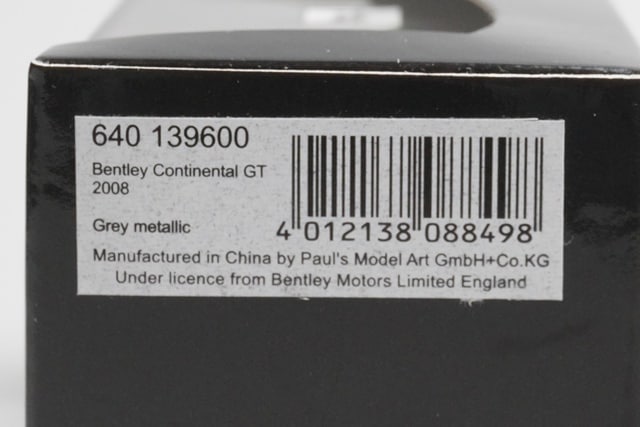 640 139600
Bentley Continental GT
2008
Grey metallic
4 012138 088498
Manufactured in China by Paul's Model Art GmbH+Co.KG
Under licence from Bentley Motors Limited England